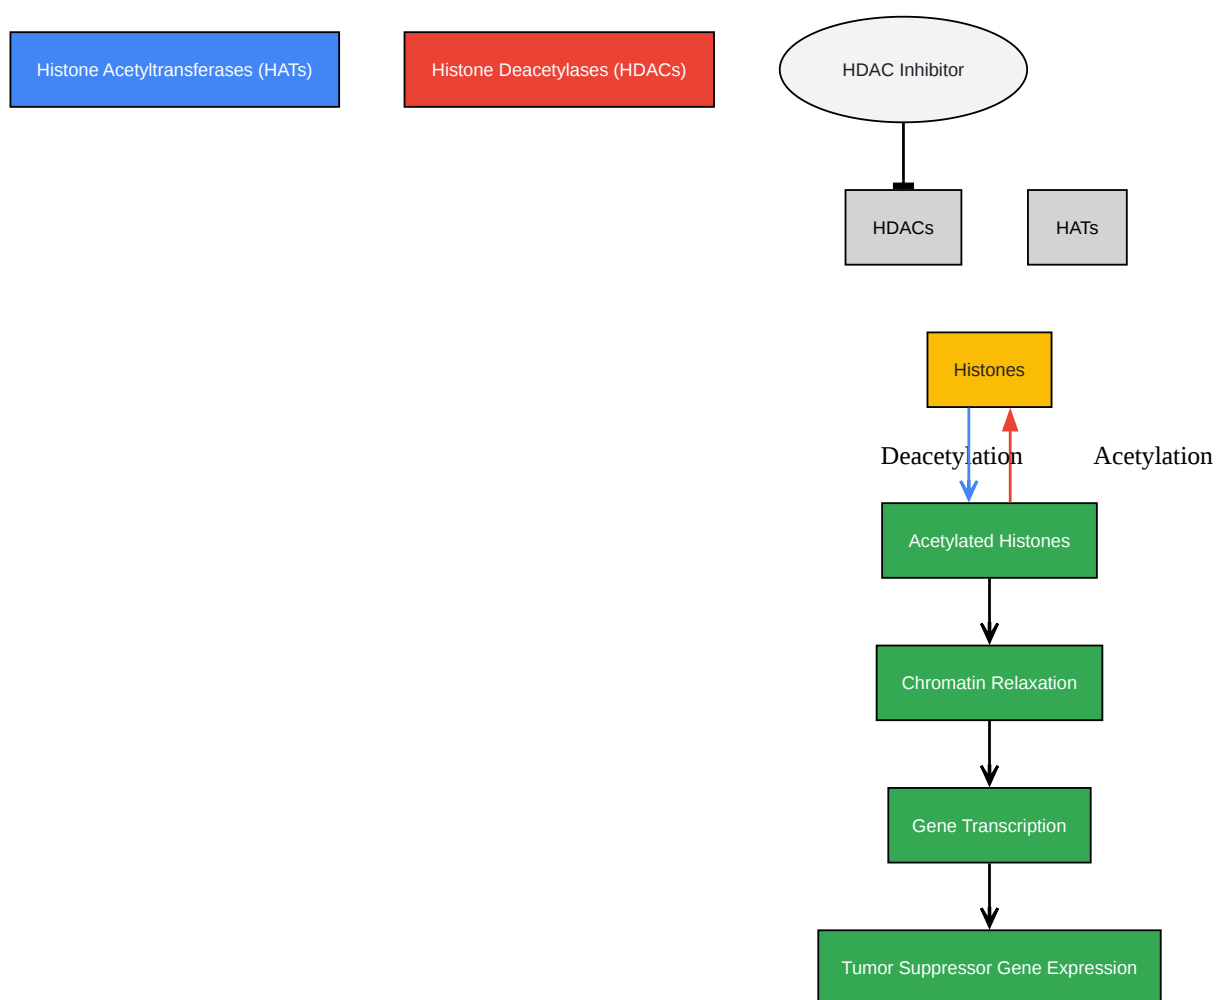 Histone Acetyltransferases (HATs)
Histone Deacetylases (HDACs)
HDAC Inhibitor
HDACs
HATs
Histones
Deacetylation
Acetylation
Acetylated Histones
Chromatin Relaxation
Gene Transcription
Tumor Suppressor Gene Expression